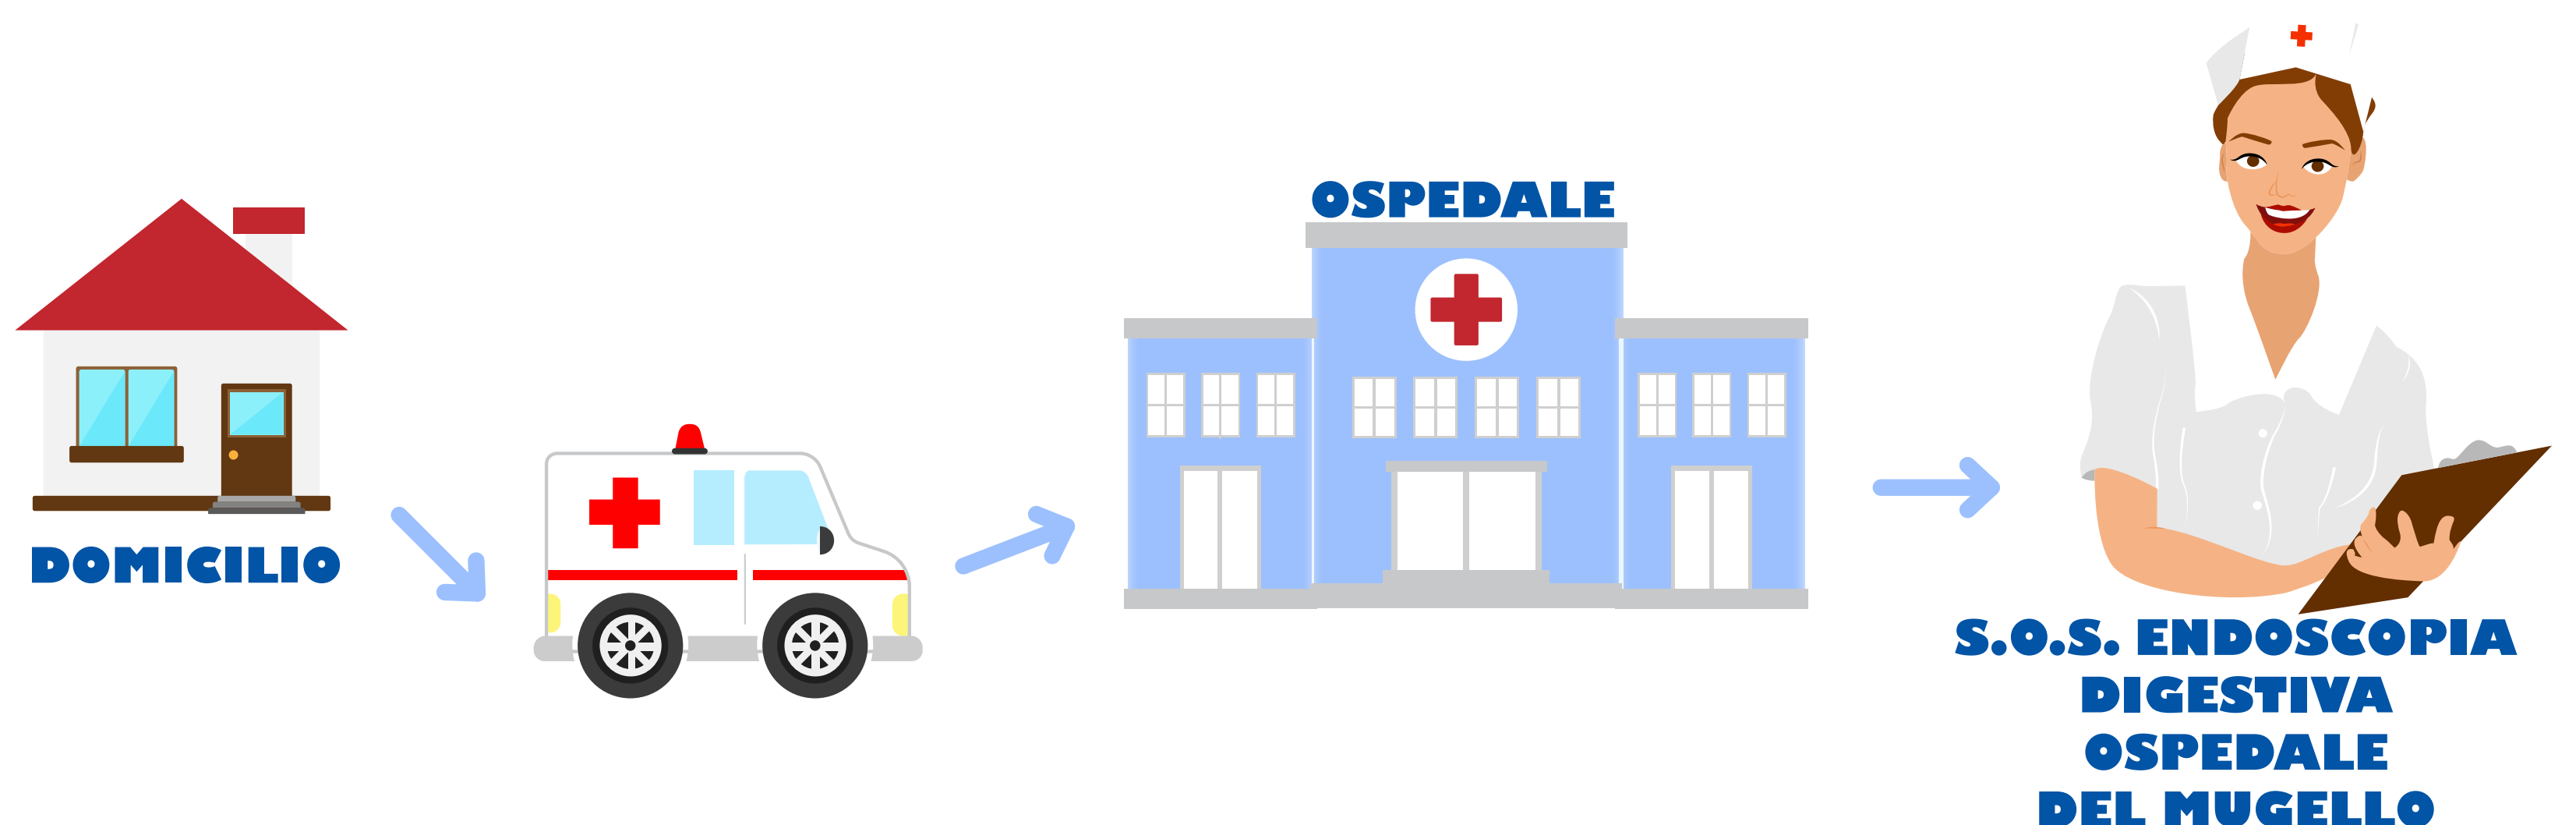 OSPEDALE
DOMICILIO
S.O.S. ENDOSCOPIA
DIGESTIVA
OSPEDALE
DEL MUGELLO